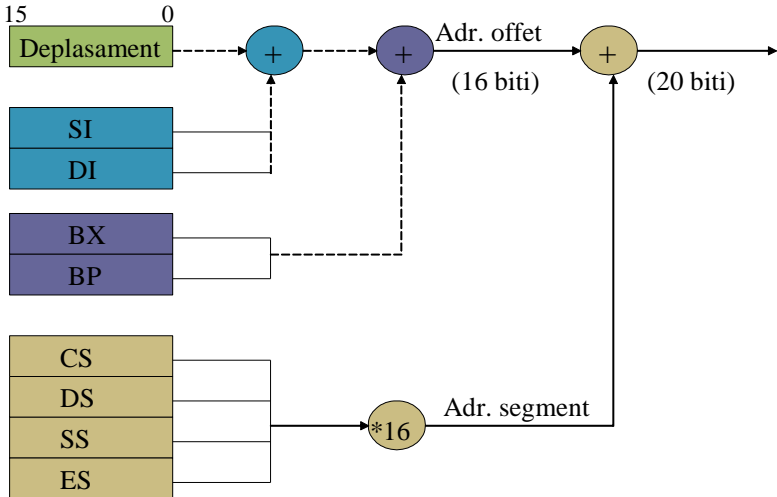 15 0
Deplasament + + Adr. offet +
(16 biti) (20 biti)
SI
DI
BX
BP
CS
DS
SS
ES
*16 Adr. segment